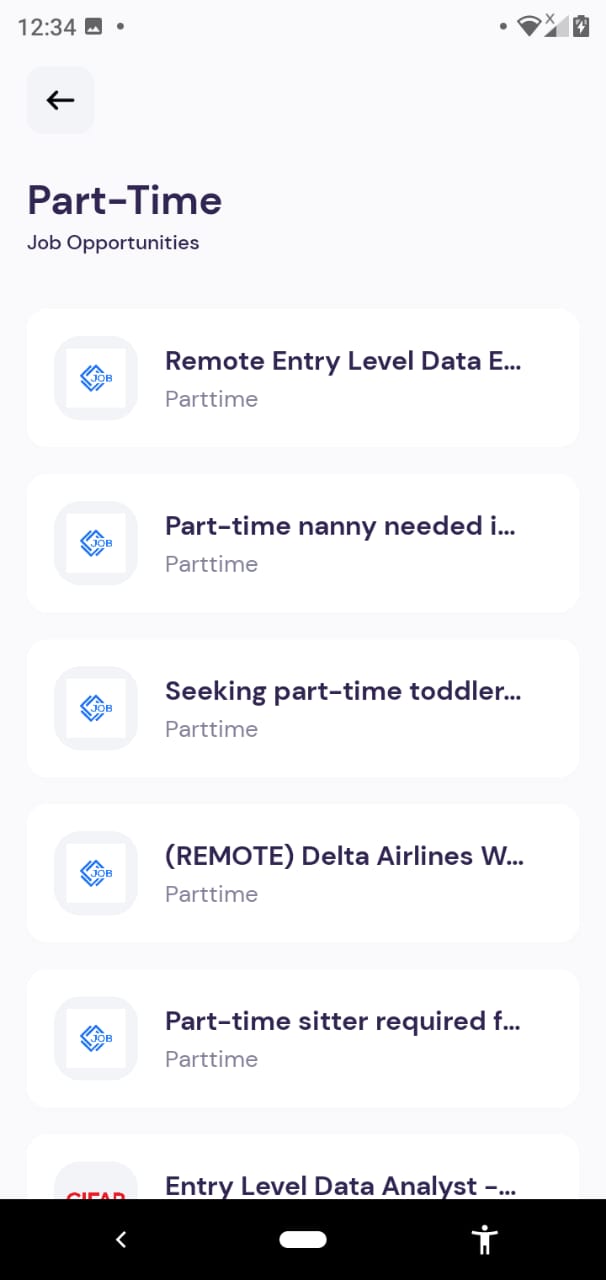 12:34
Part-Time
Job Opportunities
JOB
Remote Entry Level Data E...
Parttime
JOB
Part-time nanny needed i...
Parttime
JOB
Seeking part-time toddler...
Parttime
JOB
(REMOTE) Delta Airlines W...
Parttime
JOB
Part-time sitter required f...
Parttime
Entry Level Data Analyst -...